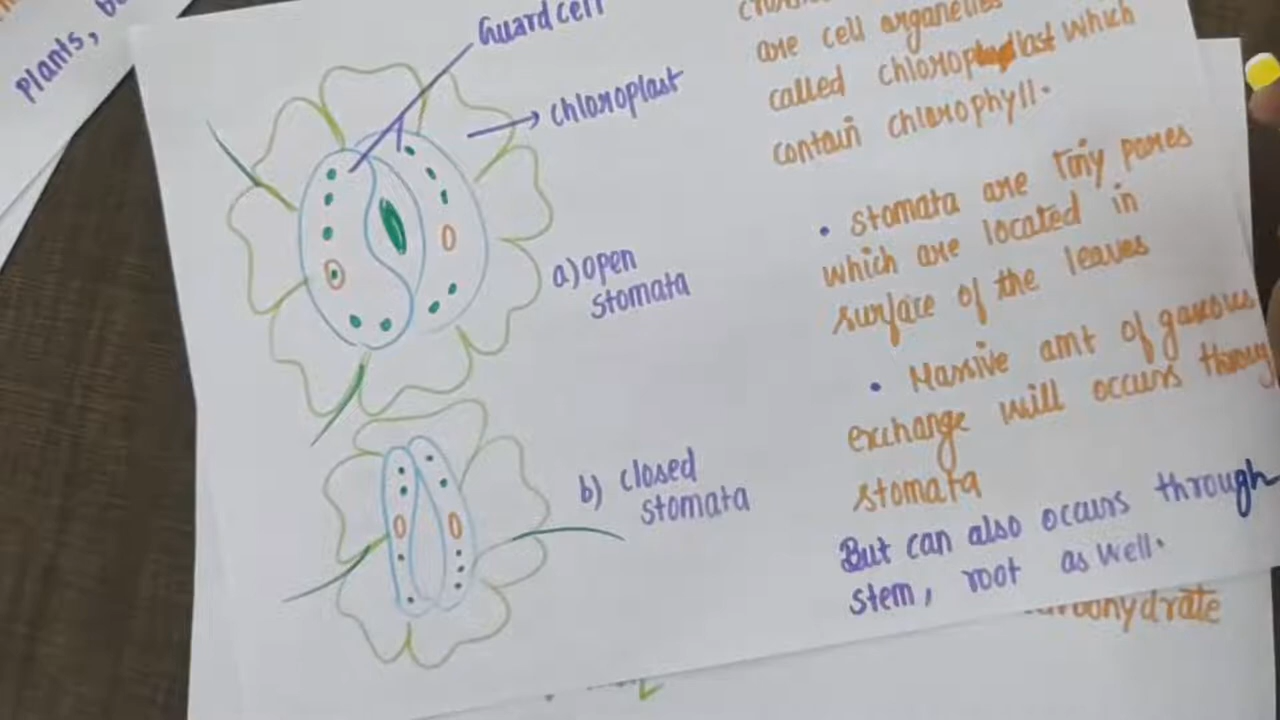 Plants,
Guard cell
chloroplast
a) open
stomata
b) closed
stomata
are cell organelles
called chloroplast which
contain chlorophyll.
• stomata are Tiny pores
which are located in
surface of the leaves
• Massive amt of gaseous
exchange will occurs through
stomata
But can also occurs through
stem, root as well.